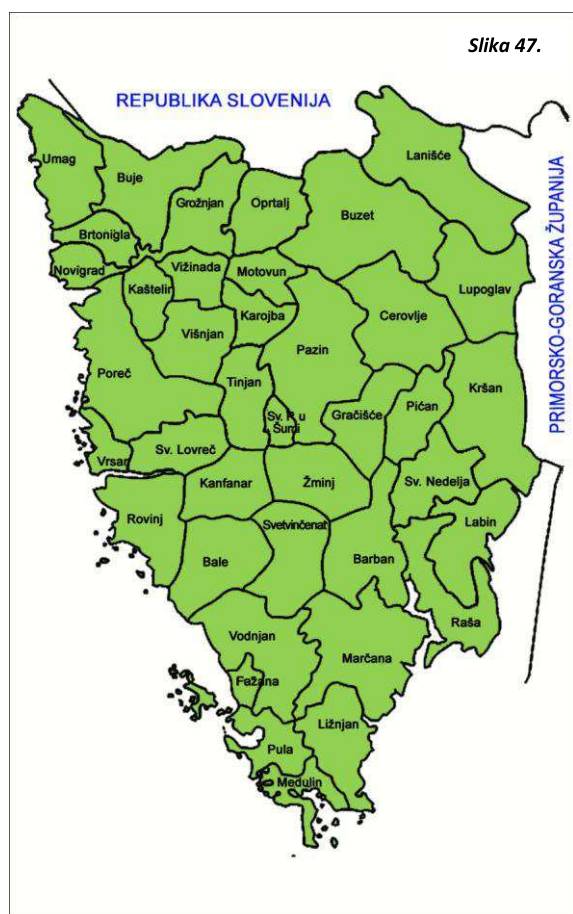 Slika 47.
REPUBLIKA SLOVENIJA
PRIMORSKO-GORANSKA ŽUPANIJA
Umag
Buje
Grožnjan
Oprtalj
Buzet
Lanišće
Brtonigla
Novigrad
Kaštelir
Vižinada
Motovun
Lupoglav
Karojba
Cerovlje
Višnjan
Pazin
Poreč
Tinjan
Kršan
Sv. P. u
Šumi
Gračišće
Pićan
Vrsar
Sv. Lovreč
Kanfanar
Žminj
Sv. Nedelja
Rovinj
Svetvinčenat
Labin
Bale
Barban
Raša
Vodnjan
Marčana
Fažana
Ližnjan
Pula
Medulin